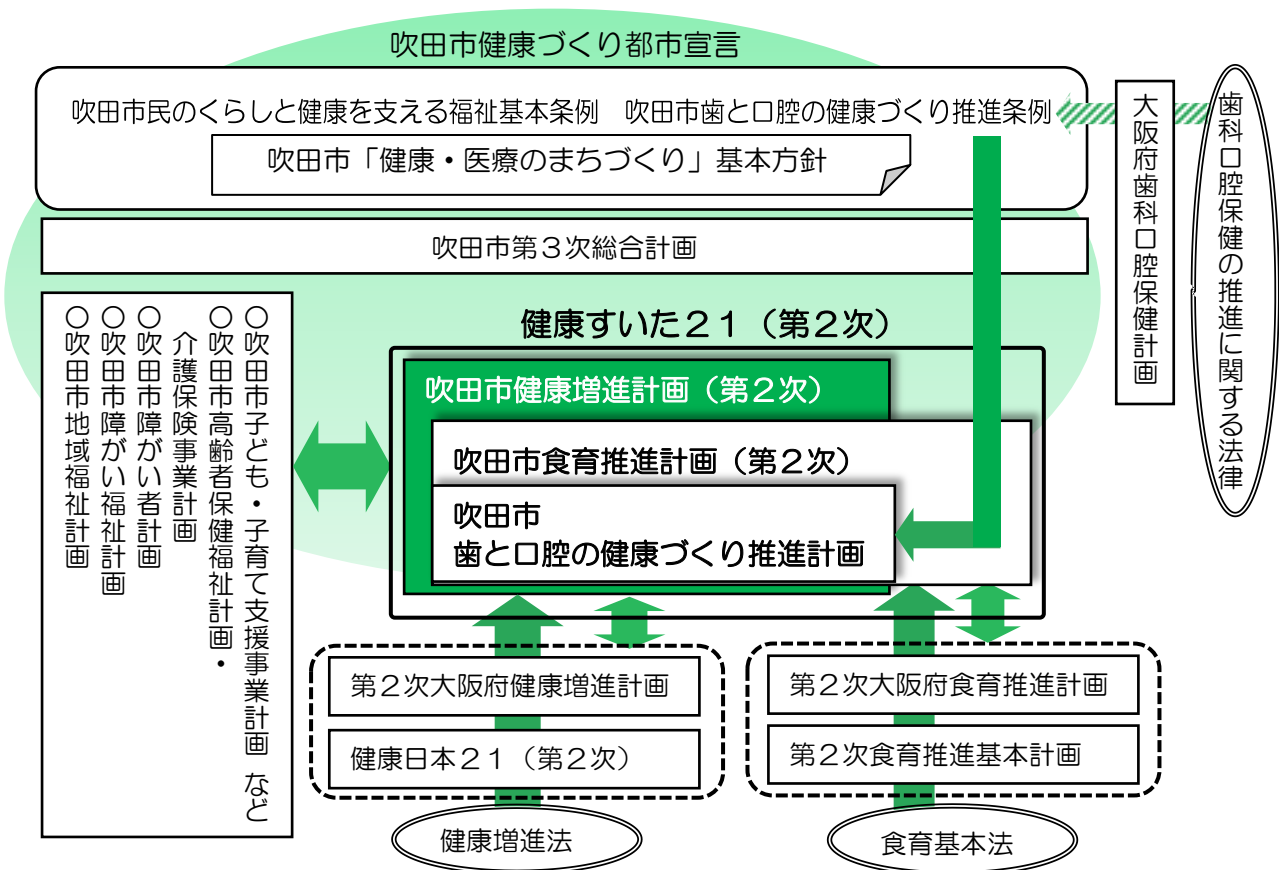 吹田市健康づくり都市宣言
吹田市民のくらしと健康を支える福祉基本条例　吹田市歯と口腔の健康づくり推進条例
吹田市「健康・医療のまちづくり」基本方針
吹田市第３次総合計画
大阪府歯科口腔保健計画
歯科口腔保健の推進に関する法律
○吹田市子ども・子育て支援事業計画　など
○吹田市高齢者保健福祉計画・
介護保険事業計画
○吹田市障がい者計画
○吹田市障がい福祉計画
○吹田市地域福祉計画
健康すいた２１（第２次）
吹田市健康増進計画（第２次）
吹田市食育推進計画（第２次）
吹田市
歯と口腔の健康づくり推進計画
第２次大阪府健康増進計画
健康日本２１（第２次）
健康増進法
第２次大阪府食育推進計画
第２次食育推進基本計画
食育基本法